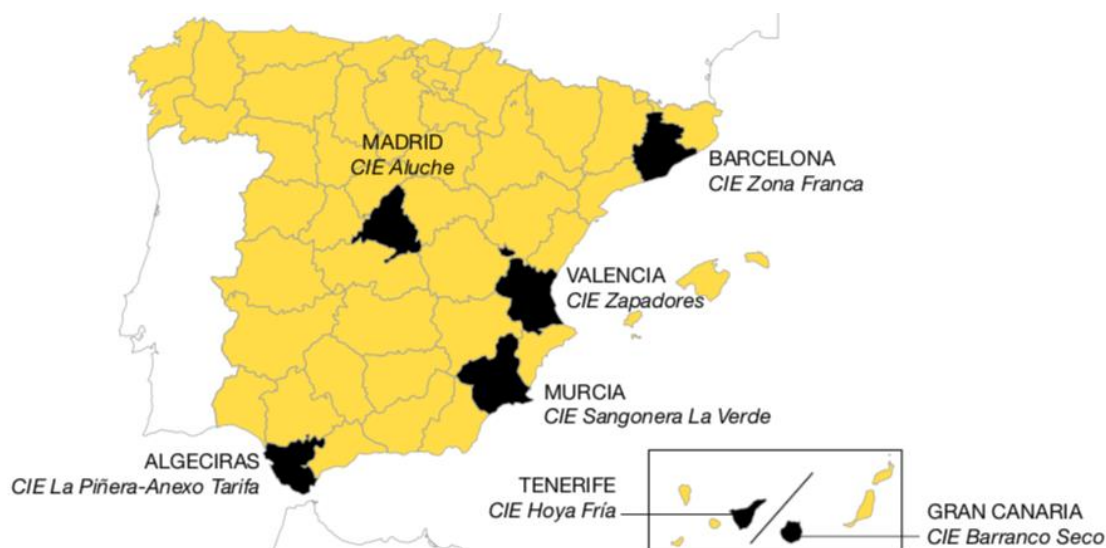 MADRID
CIE Aluche
BARCELONA
CIE Zona Franca
VALENCIA
CIE Zapadores
MURCIA
CIE Sangonera La Verde
ALGECIRAS
CIE La Piñera-Anexo Tarifa
TENERIFE
CIE Hoya Fría
GRAN CANARIA
CIE Barranco Seco